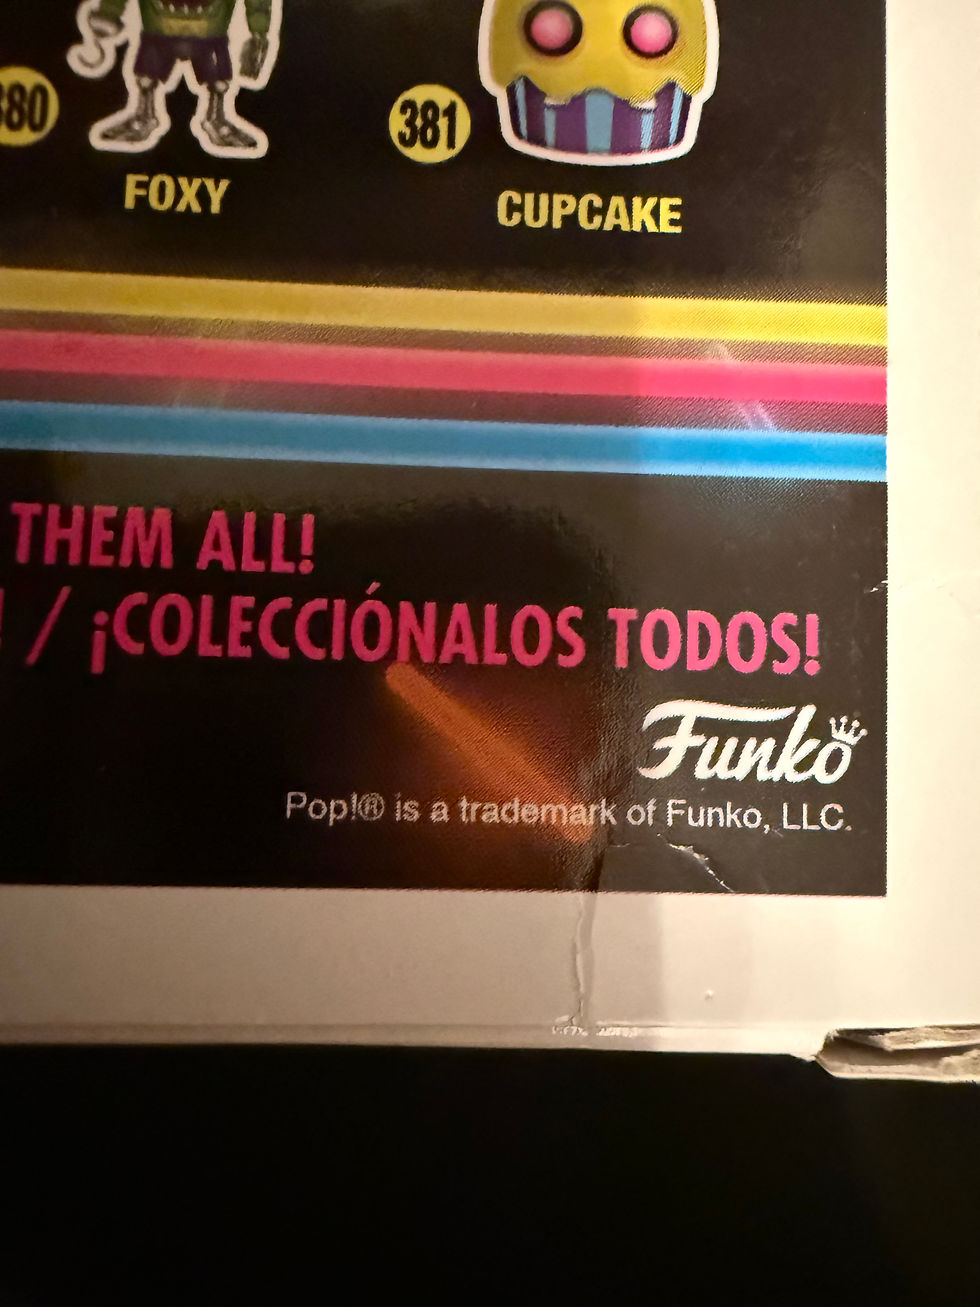 380
381
FOXY
CUPCAKE
THEM ALL!
! / ¡COLECCIÓNALOS TODOS!
Funko
Pop!® is a trademark of Funko, LLC.